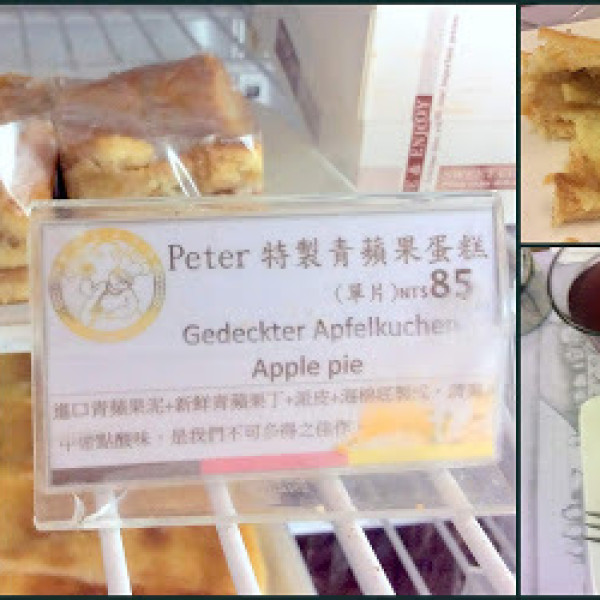 & ENJOY
Peter 特製青蘋果蛋糕
(單片)NT$85
Gedeckter Apfelkuchen
Apple pie
進口青蘋果泥+新鮮青蘋果丁+派皮+海棉底製成，清
中帶點酸味，是我們不可多得之佳作